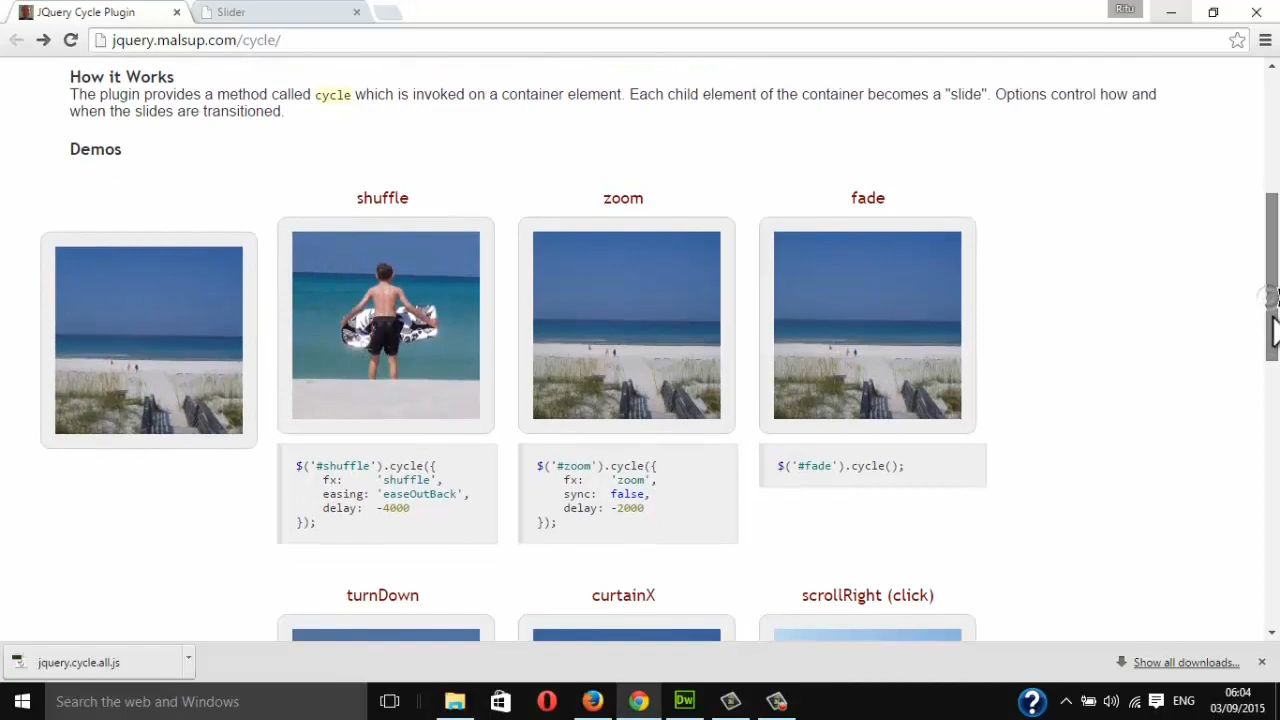 JQuery Cycle Plugin
Slider
Ritu
jquery.malsup.com/cycle/
How it Works
The plugin provides a method called cycle which is invoked on a container element. Each child element of the container becomes a "slide". Options control how and
when the slides are transitioned.
Demos
shuffle
zoom
fade
$('#shuffle').cycle({
fx: 'shuffle',
easing: 'easeOutBack',
delay: -4000
});
$('#zoom').cycle({
fx: 'zoom',
sync: false,
delay: -2000
});
$('#fade').cycle();
turnDown
curtainX
scrollRight (click)
jquery.cycle.all.js
Show all downloads...
Search the web and Windows
Dw
ENG
06:04
03/09/2015